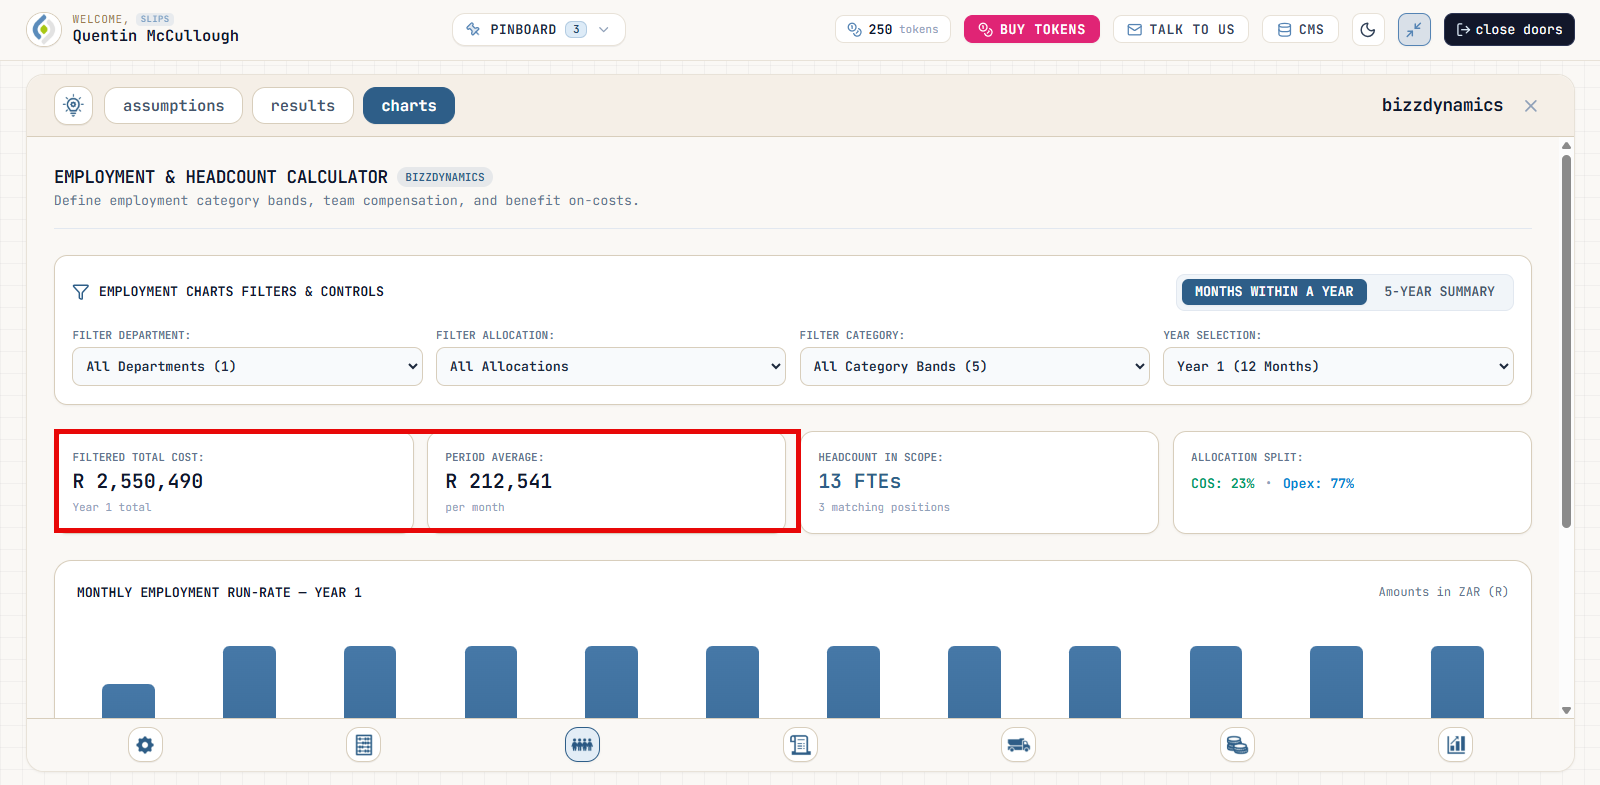 WELCOME, SLIPS
Quentin McCullough
PINBOARD 3
250 tokens
BUY TOKENS
TALK TO US
CMS
close doors
assumptions
results
charts
bizzdynamics
EMPLOYMENT & HEADCOUNT CALCULATOR BIZZDYNAMICS
Define employment category bands, team compensation, and benefit on-costs.
EMPLOYMENT CHARTS FILTERS & CONTROLS
MONTHS WITHIN A YEAR
5-YEAR SUMMARY
FILTER DEPARTMENT:
All Departments (1)
FILTER ALLOCATION:
All Allocations
FILTER CATEGORY:
All Category Bands (5)
YEAR SELECTION:
Year 1 (12 Months)
FILTERED TOTAL COST:
R 2,550,490
Year 1 total
PERIOD AVERAGE:
R 212,541
per month
HEADCOUNT IN SCOPE:
13 FTEs
3 matching positions
ALLOCATION SPLIT:
COS: 23% • Opex: 77%
MONTHLY EMPLOYMENT RUN-RATE — YEAR 1
Amounts in ZAR (R)